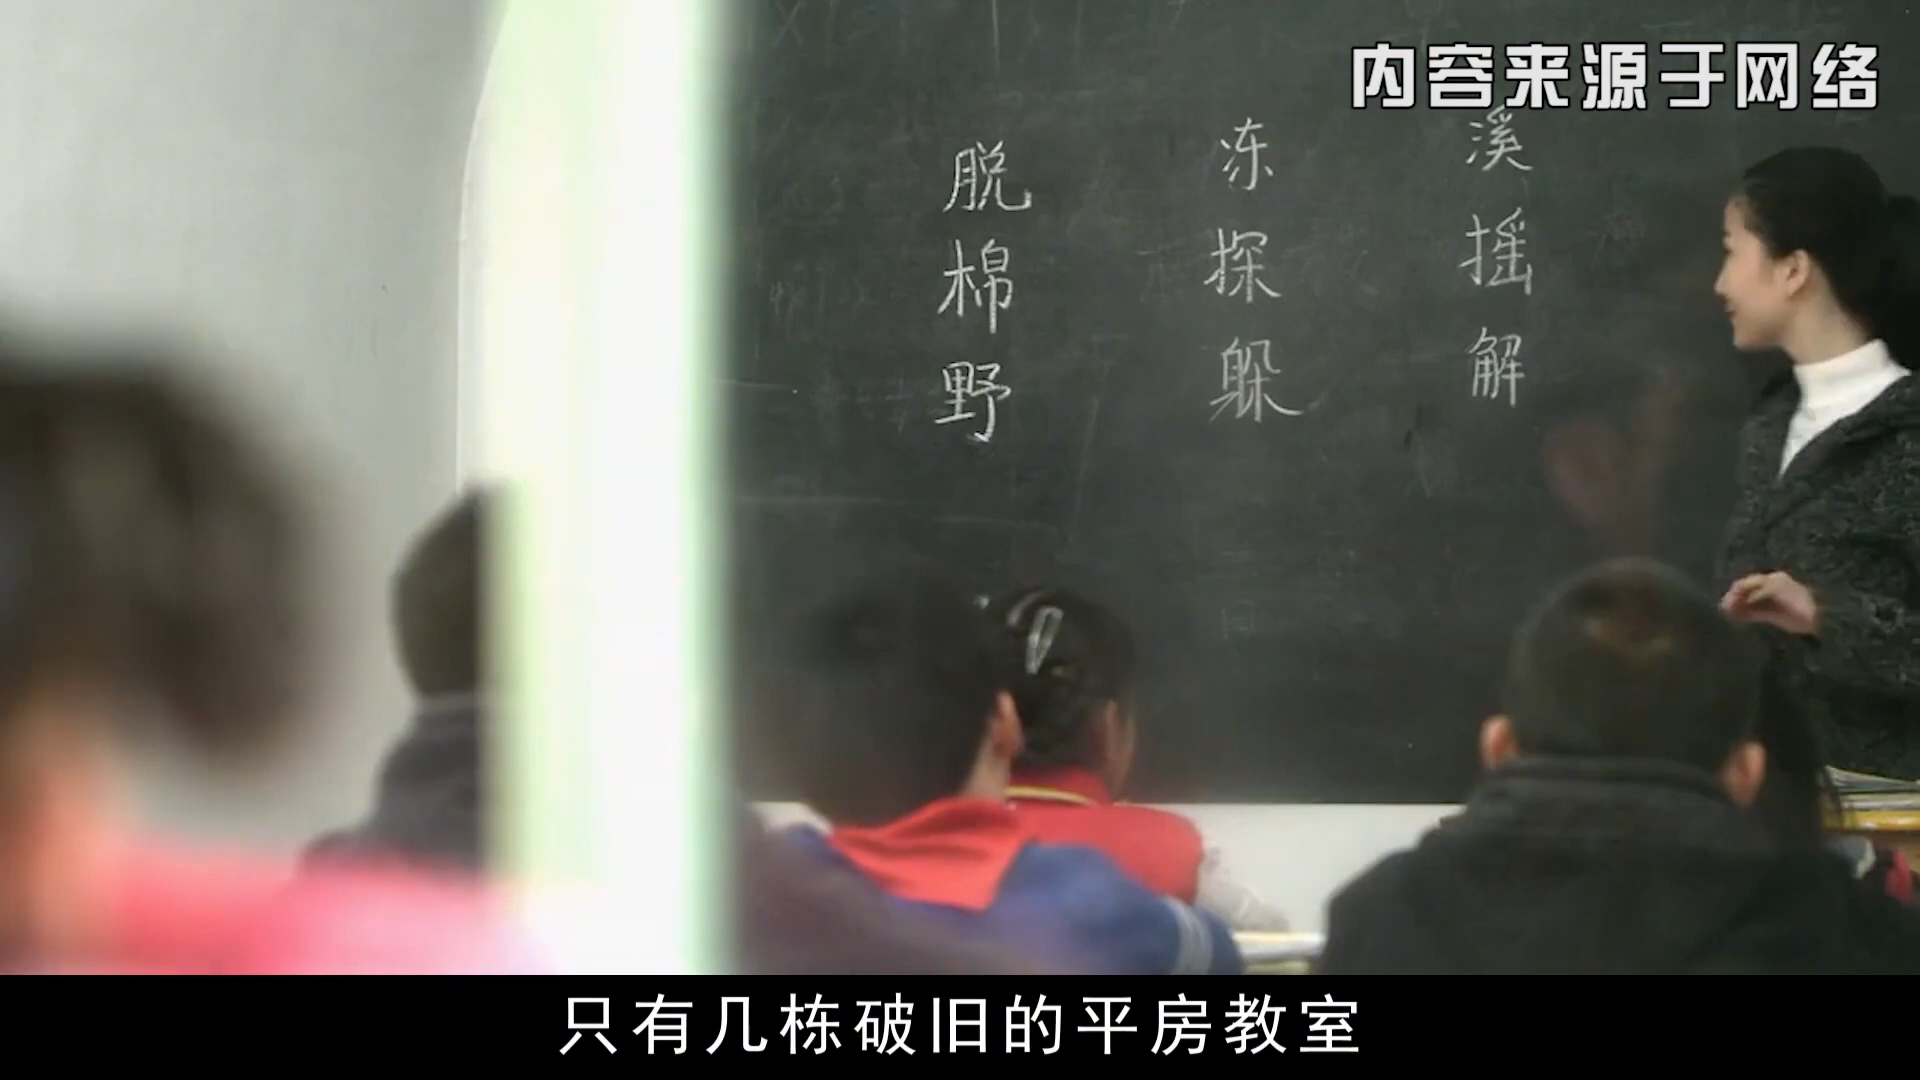 内容来源于网络
脱 冻 溪
棉 探 摇
野 躲 解
只有几栋破旧的平房教室